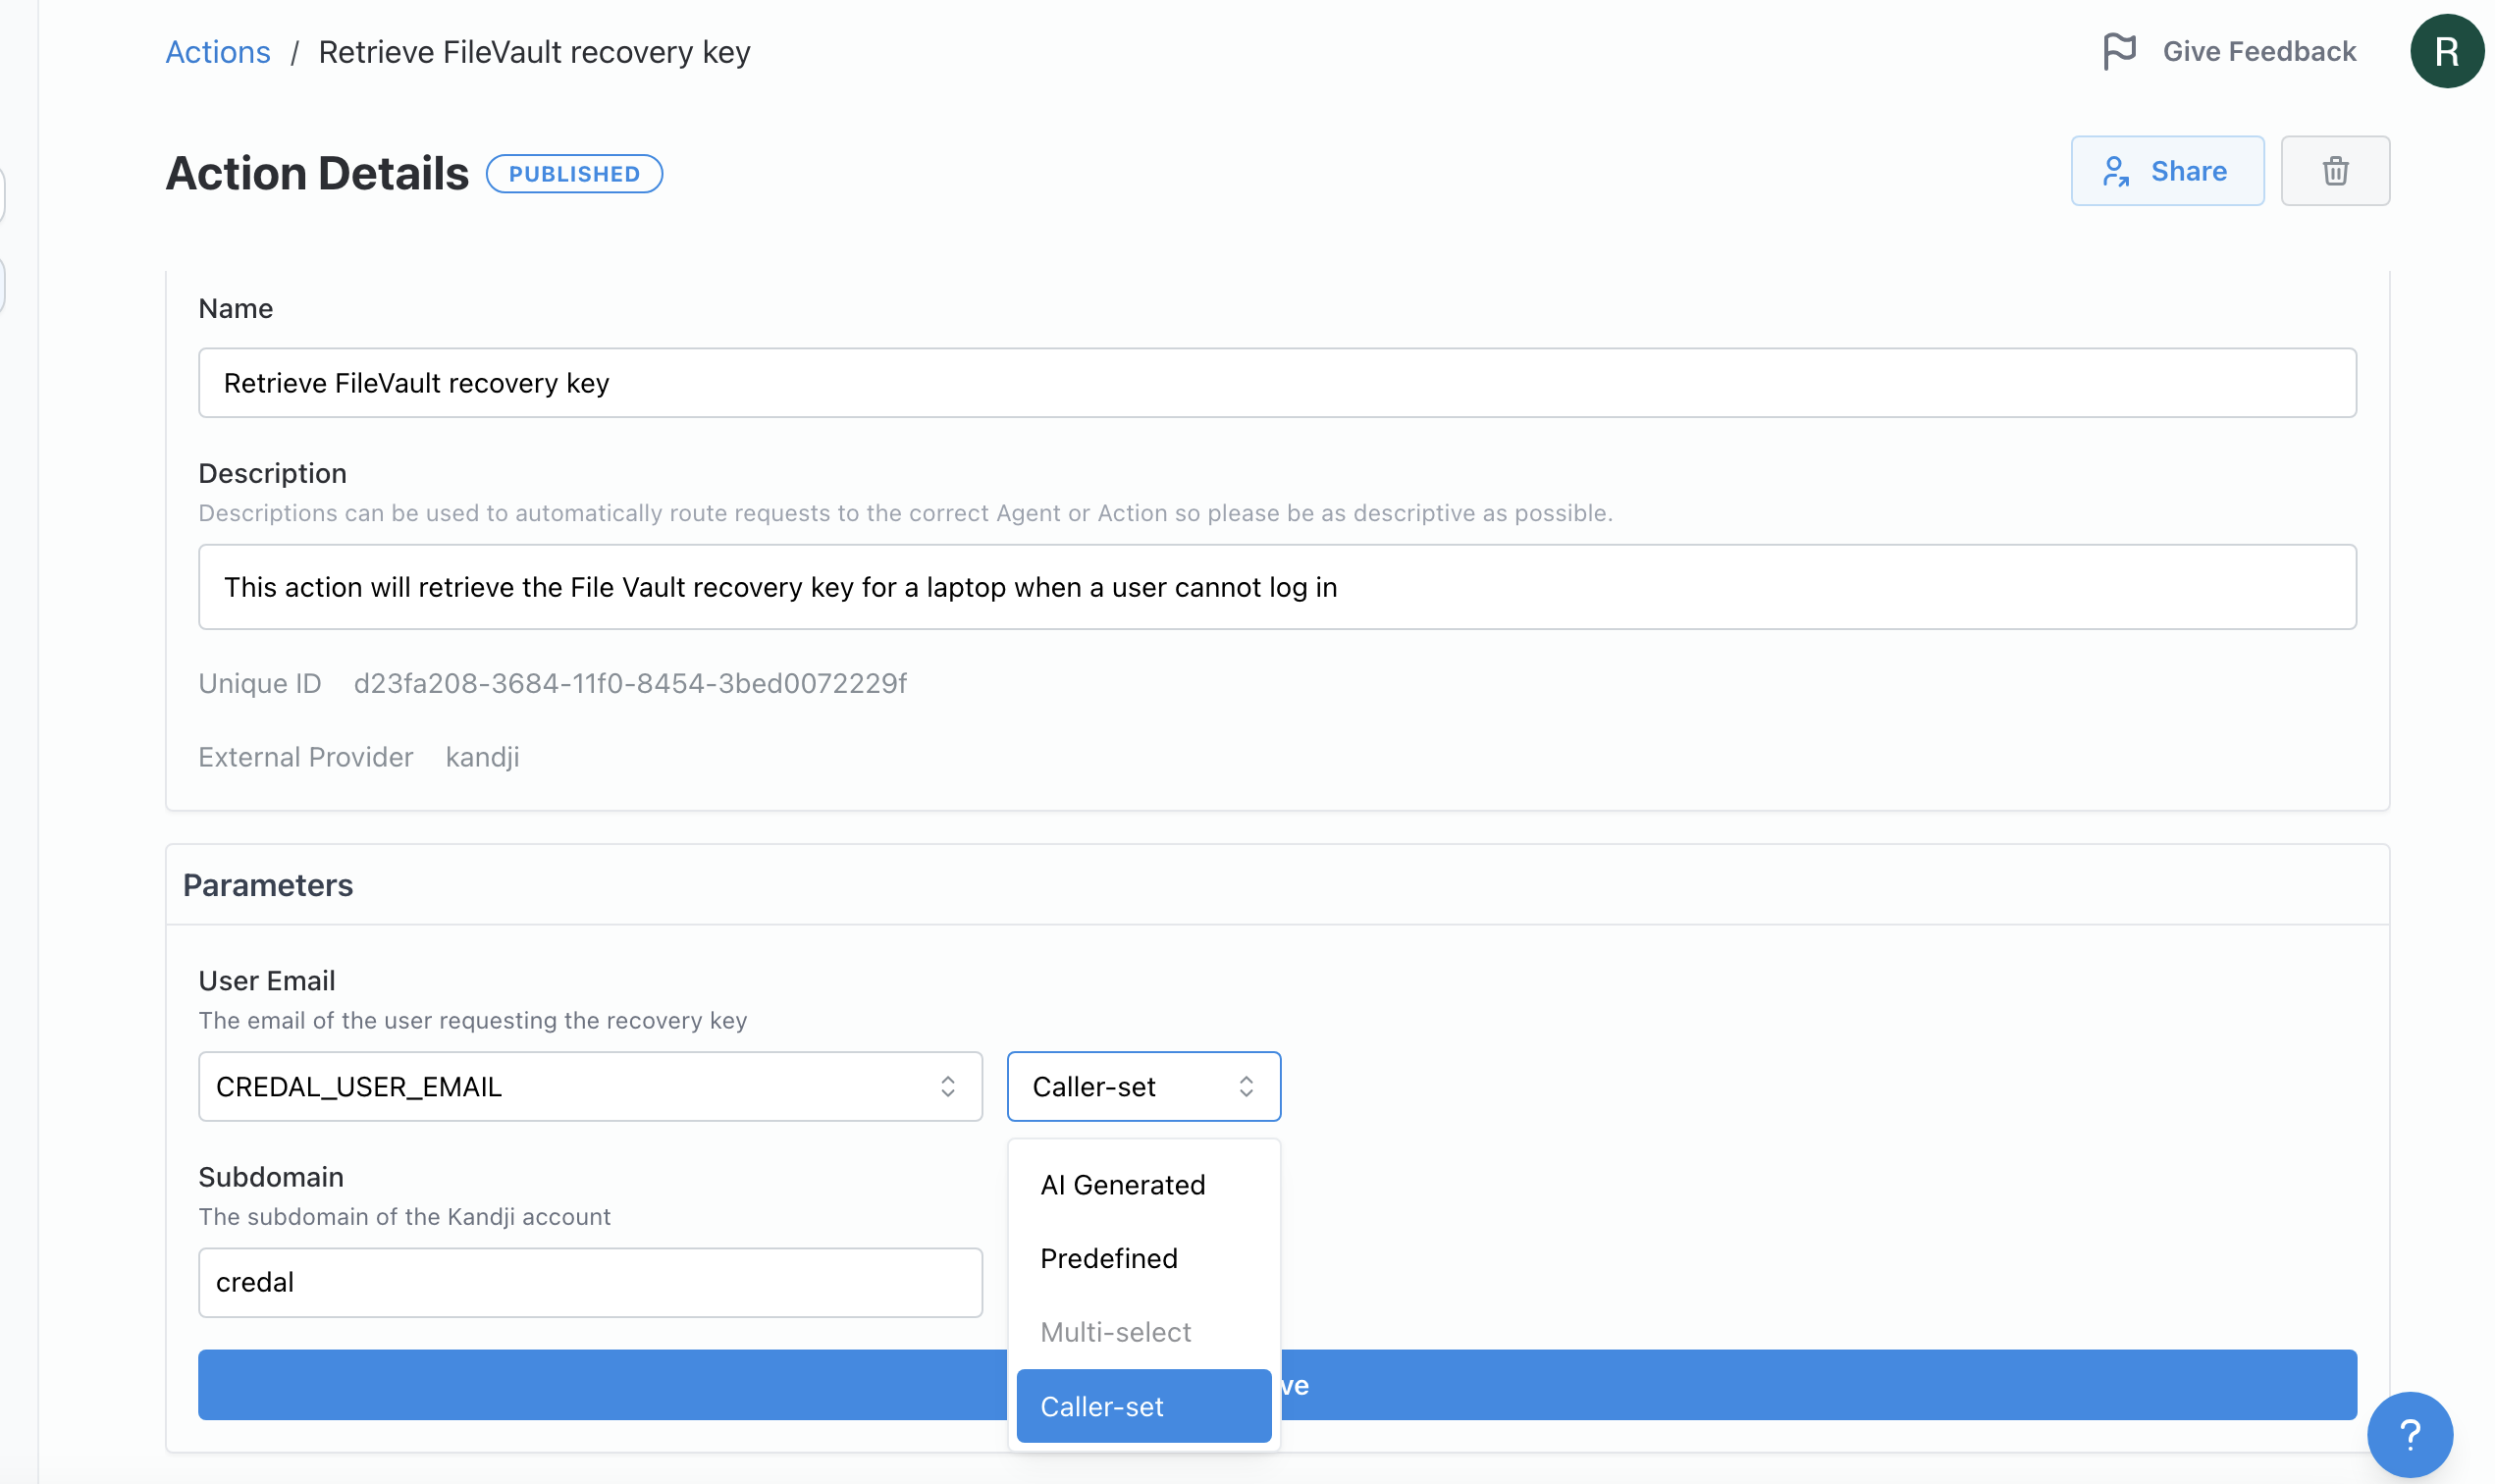 Actions / Retrieve FileVault recovery key
Give Feedback
R
Action Details
PUBLISHED
Share
Name
Retrieve FileVault recovery key
Description
Descriptions can be used to automatically route requests to the correct Agent or Action so please be as descriptive as possible.
This action will retrieve the File Vault recovery key for a laptop when a user cannot log in
Unique ID d23fa208-3684-11f0-8454-3bed0072229f
External Provider kandji
Parameters
User Email
The email of the user requesting the recovery key
CREDAL_USER_EMAIL
Caller-set
AI Generated
Predefined
Multi-select
Caller-set
Subdomain
The subdomain of the Kandji account
credal
ve
?